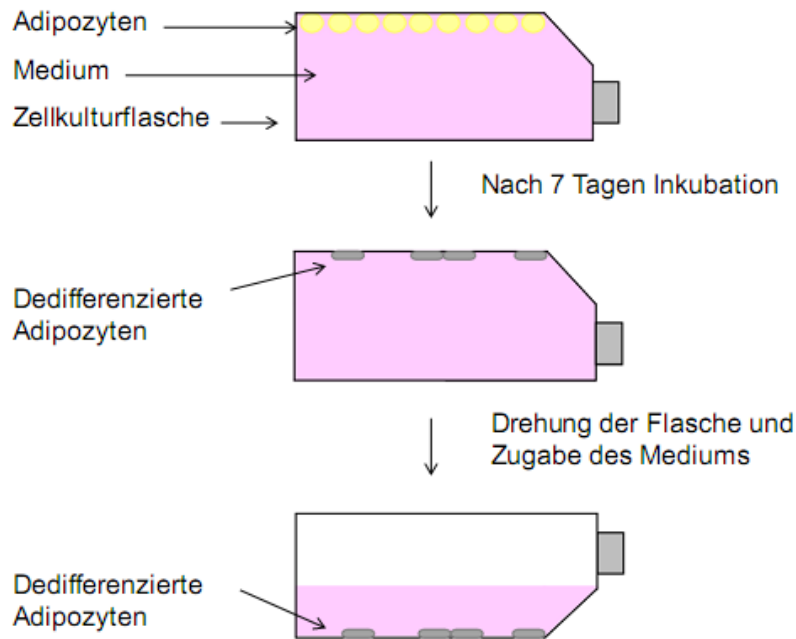 Adipozyten
Medium
Zellkulturflasche
Nach 7 Tagen Inkubation
Dedifferenzierte
Adipozyten
Drehung der Flasche und
Zugabe des Mediums
Dedifferenzierte
Adipozyten